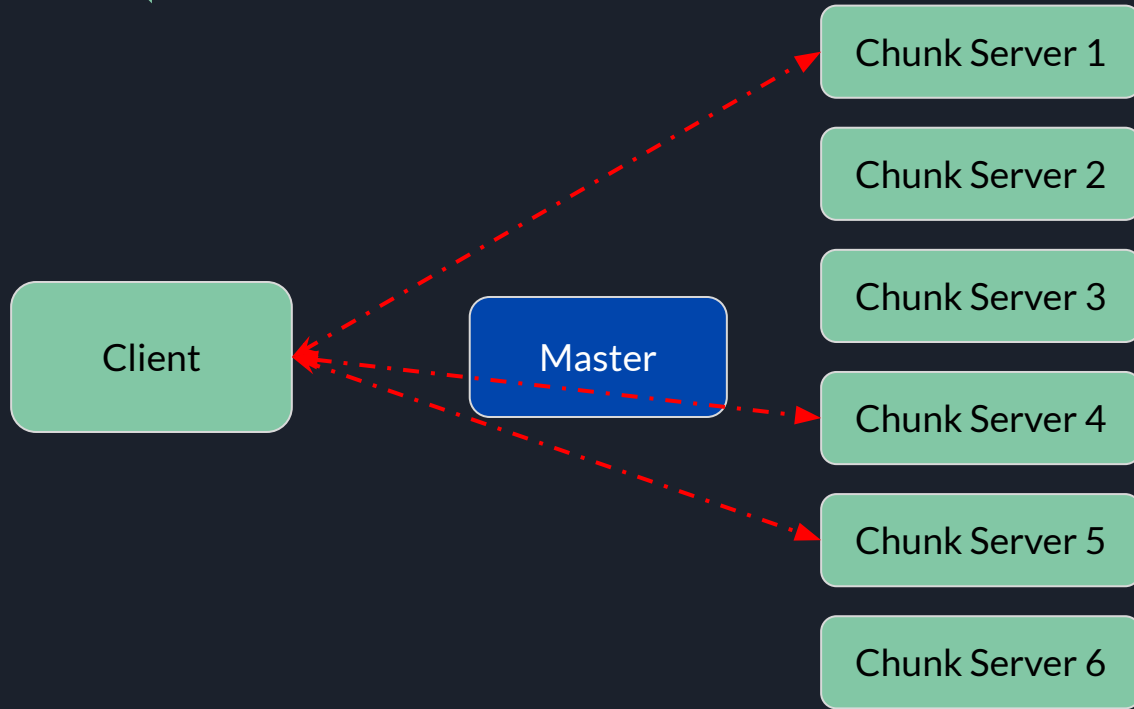 Chunk Server 1
Chunk Server 2
Chunk Server 3
Client
Master
Chunk Server 4
Chunk Server 5
Chunk Server 6